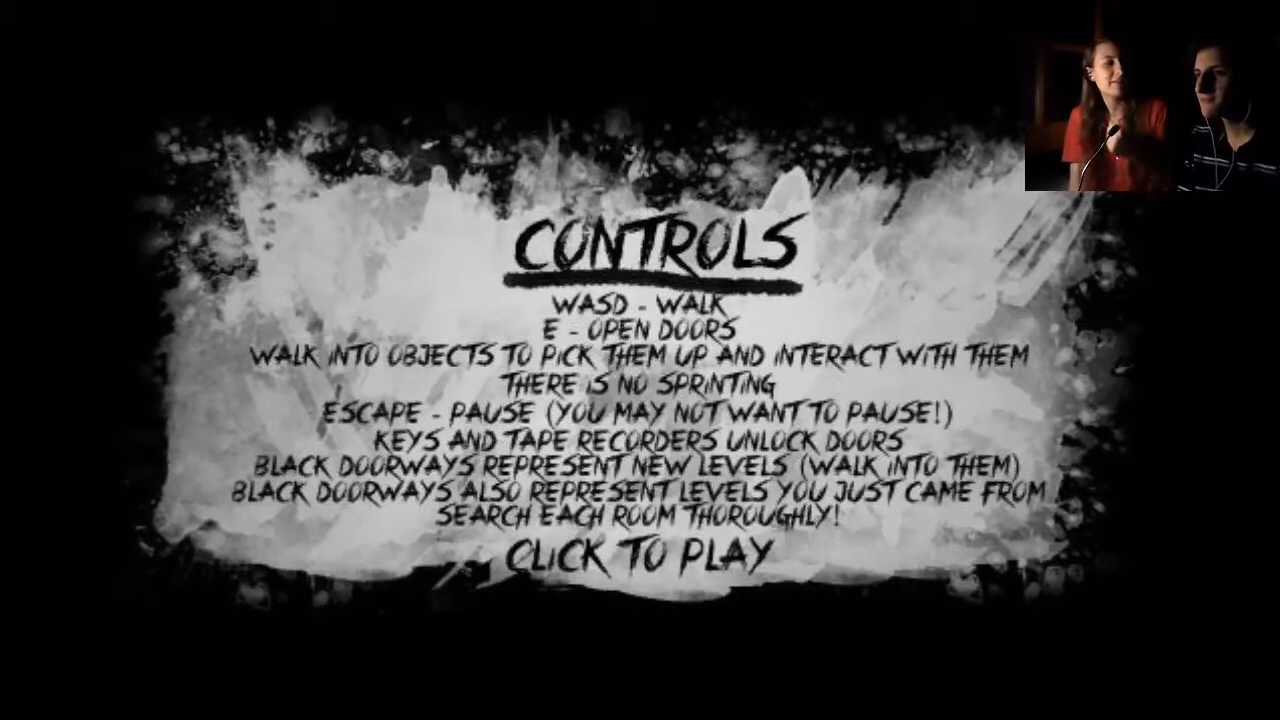 CONTROLS
WASD - WALK
E - OPEN DOORS
WALK INTO OBJECTS TO PICK THEM UP AND INTERACT WITH THEM
THERE IS NO SPRINTING
ESCAPE - PAUSE (YOU MAY NOT WANT TO PAUSE!)
KEYS AND TAPE RECORDERS UNLOCK DOORS
BLACK DOORWAYS REPRESENT NEW LEVELS (WALK INTO THEM)
BLACK DOORWAYS ALSO REPRESENT LEVELS YOU JUST CAME FROM
SEARCH EACH ROOM THOROUGHLY!
CLICK TO PLAY